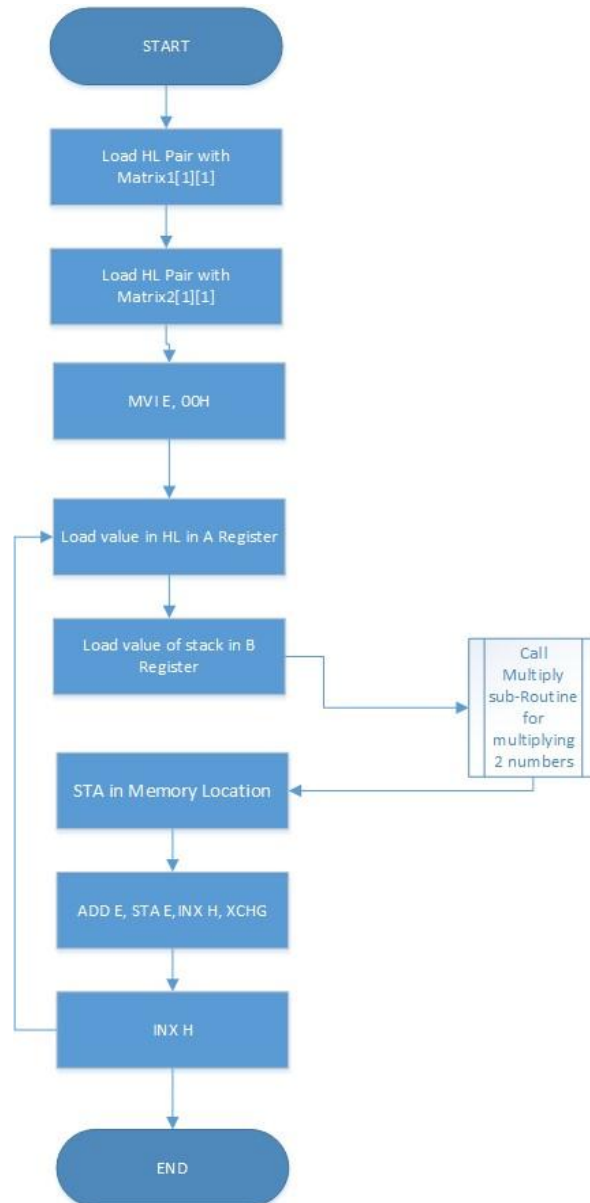 START
Load HL Pair with
Matrix1[1][1]
Load HL Pair with
Matrix2[1][1]
MVI E, 00H
Load value in HL in A Register
Load value of stack in B
Register
Call
Multiply
sub-Routine
for
multiplying
2 numbers
STA in Memory Location
ADD E, STA E,INX H, XCHG
INX H
END